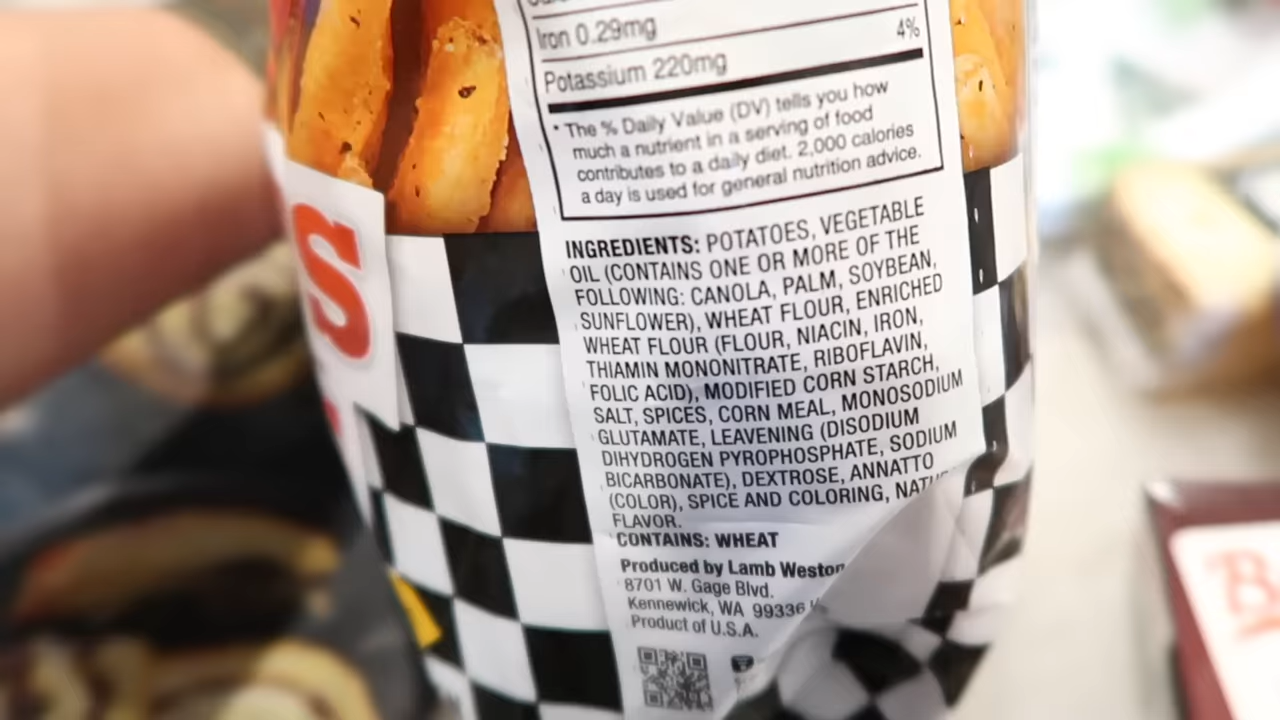 Iron 0.29mg 4%
Potassium 220mg
* The % Daily Value (DV) tells you how
much a nutrient in a serving of food
contributes to a daily diet. 2,000 calories
a day is used for general nutrition advice.
INGREDIENTS: POTATOES, VEGETABLE
OIL (CONTAINS ONE OR MORE OF THE
FOLLOWING: CANOLA, PALM, SOYBEAN,
SUNFLOWER), WHEAT FLOUR, ENRICHED
WHEAT FLOUR (FLOUR, NIACIN, IRON,
THIAMIN MONONITRATE, RIBOFLAVIN,
FOLIC ACID), MODIFIED CORN STARCH,
SALT, SPICES, CORN MEAL, MONOSODIUM
GLUTAMATE, LEAVENING (DISODIUM
DIHYDROGEN PYROPHOSPHATE, SODIUM
BICARBONATE), DEXTROSE, ANNATTO
(COLOR), SPICE AND COLORING,
FLAVOR.
CONTAINS: WHEAT
Produced by Lamb Weston
8701 W. Gage Blvd.
Kennewick, WA 99336
Product of U.S.A.
S
B